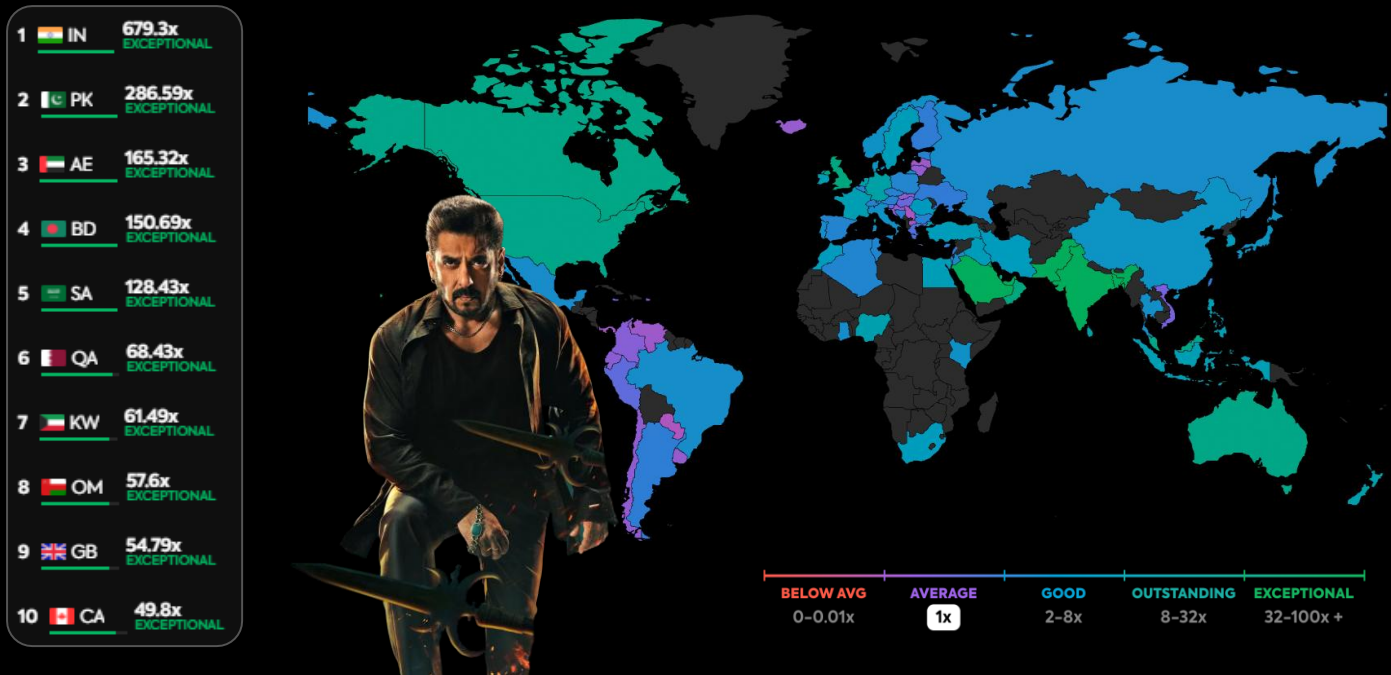 1 IN 679.3x
EXCEPTIONAL
2 PK 286.59x
EXCEPTIONAL
3 AE 165.32x
EXCEPTIONAL
4 BD 150.69x
EXCEPTIONAL
5 SA 128.43x
EXCEPTIONAL
6 QA 68.43x
EXCEPTIONAL
7 KW 61.49x
EXCEPTIONAL
8 OM 57.6x
EXCEPTIONAL
9 GB 54.79x
EXCEPTIONAL
10 CA 49.8x
EXCEPTIONAL
BELOW AVG AVERAGE GOOD OUTSTANDING EXCEPTIONAL
0-0.01x 1x 2-8x 8-32x 32-100x +